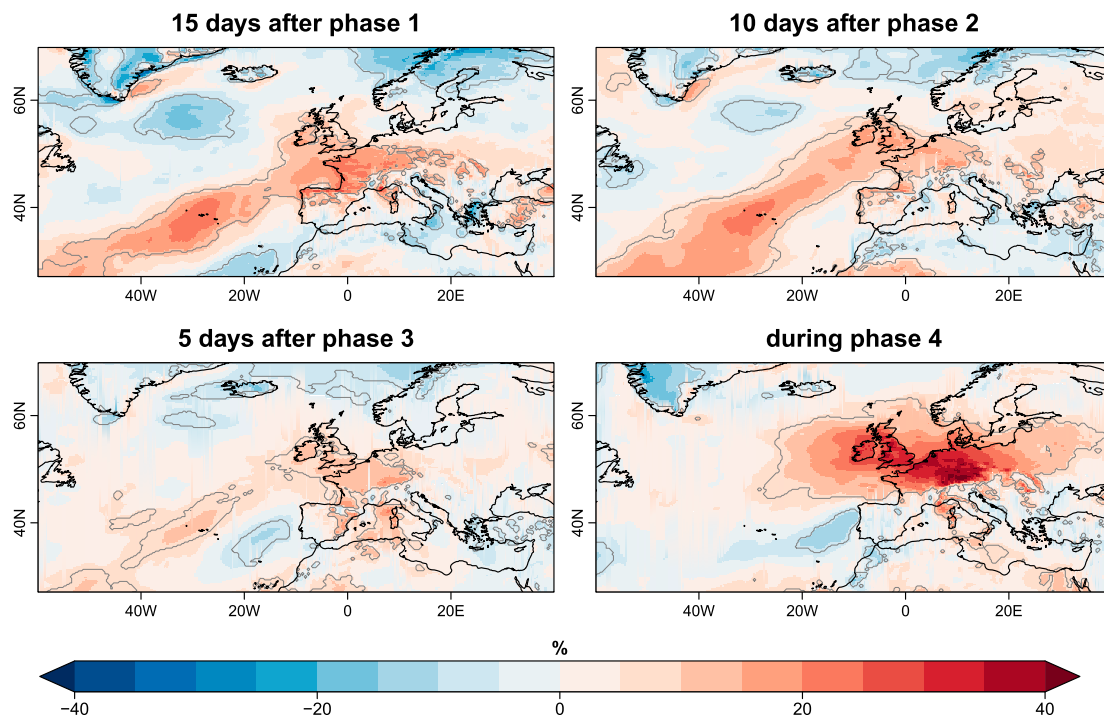 15 days after phase 1
10 days after phase 2
60N
40N
40W
20W
0
20E
60N
40N
40W
20W
0
20E
5 days after phase 3
during phase 4
60N
40N
40W
20W
0
20E
60N
40N
40W
20W
0
20E
%
−40
−20
0
20
40